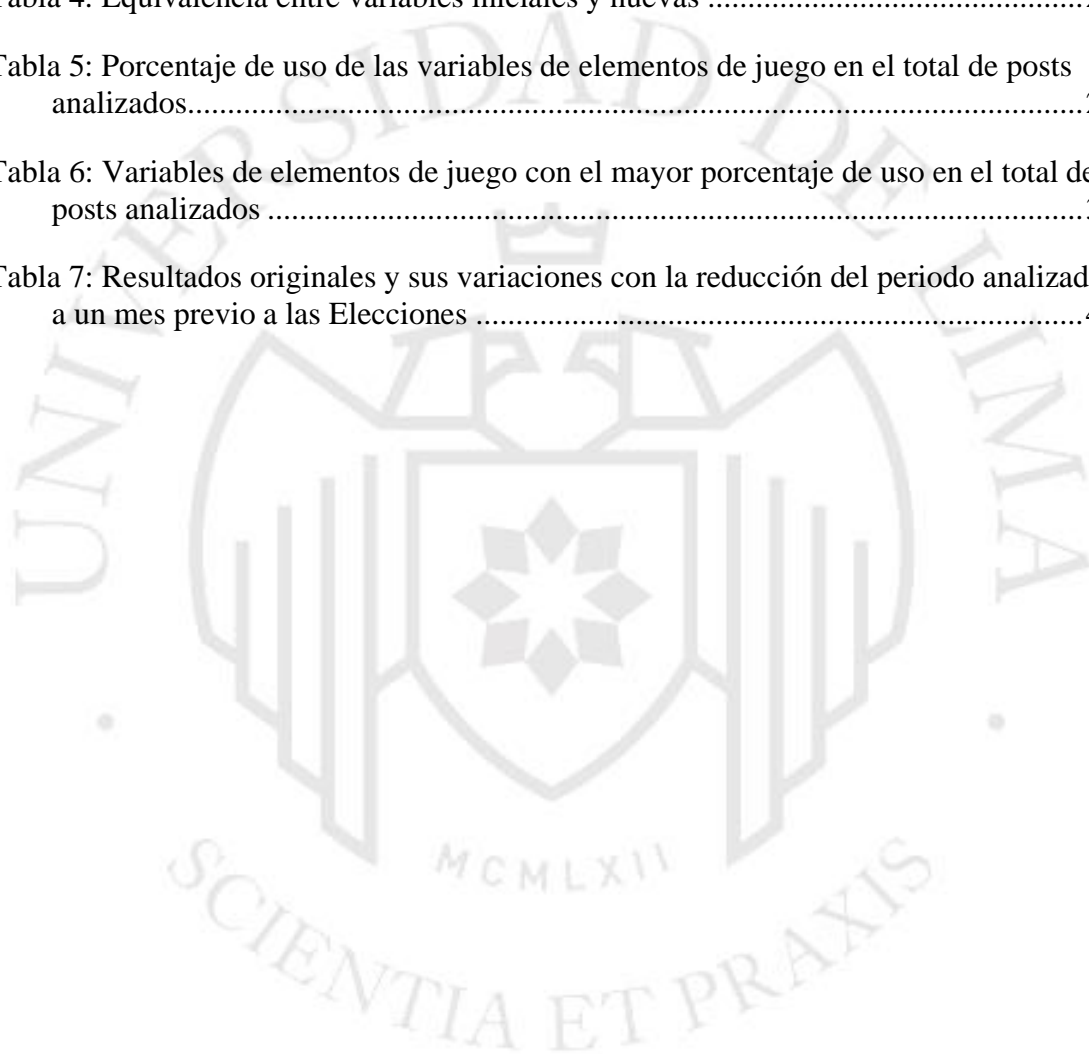 Tabla 4: Equivalencia entre variables iniciales y nuevas ................................................
Tabla 5: Porcentaje de uso de las variables de elementos de juego en el total de posts
analizados.................................................................................................................
Tabla 6: Variables de elementos de juego con el mayor porcentaje de uso en el total de
posts analizados .......................................................................................................
Tabla 7: Resultados originales y sus variaciones con la reducción del periodo
a un mes previo a las Elecciones .............................................................................
UNIVERSIDAD DE LIMA
MCMLXII
SCIENTIA ET PRAXIS